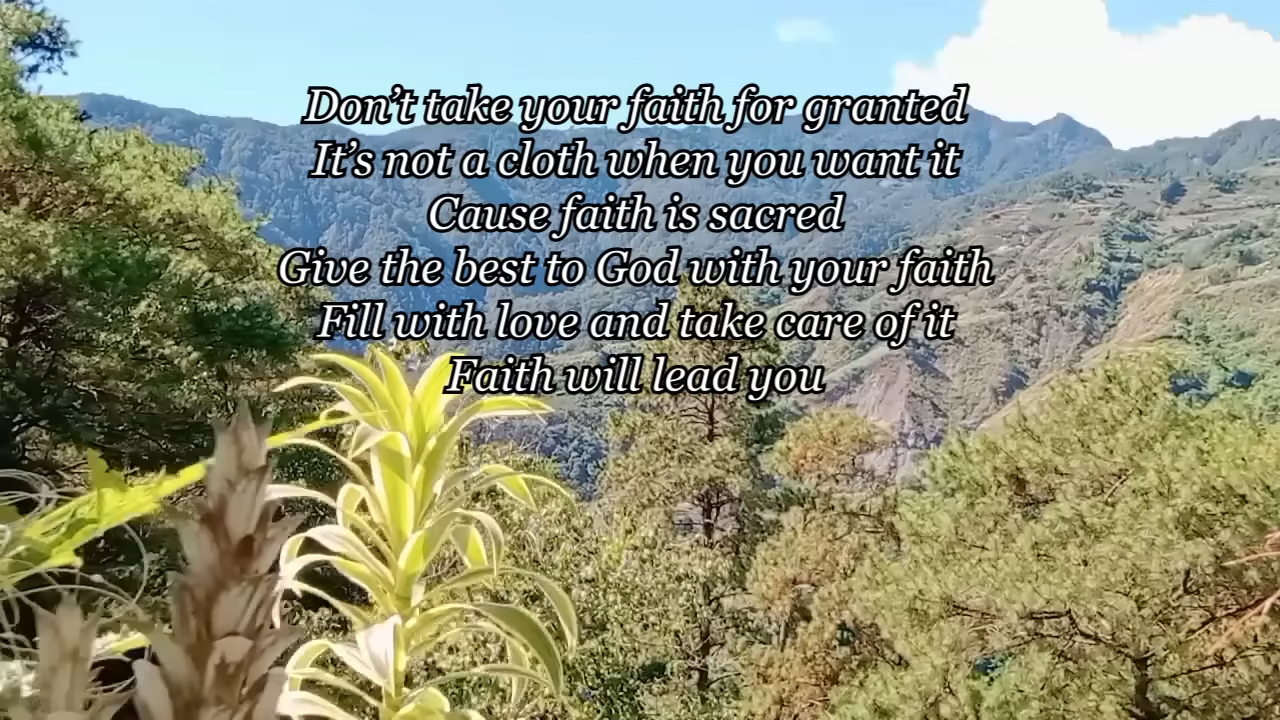 Don’t take your faith for granted
It’s not a cloth when you want it
Cause faith is sacred
Give the best to God with your faith
Fill with love and take care of it
Faith will lead you